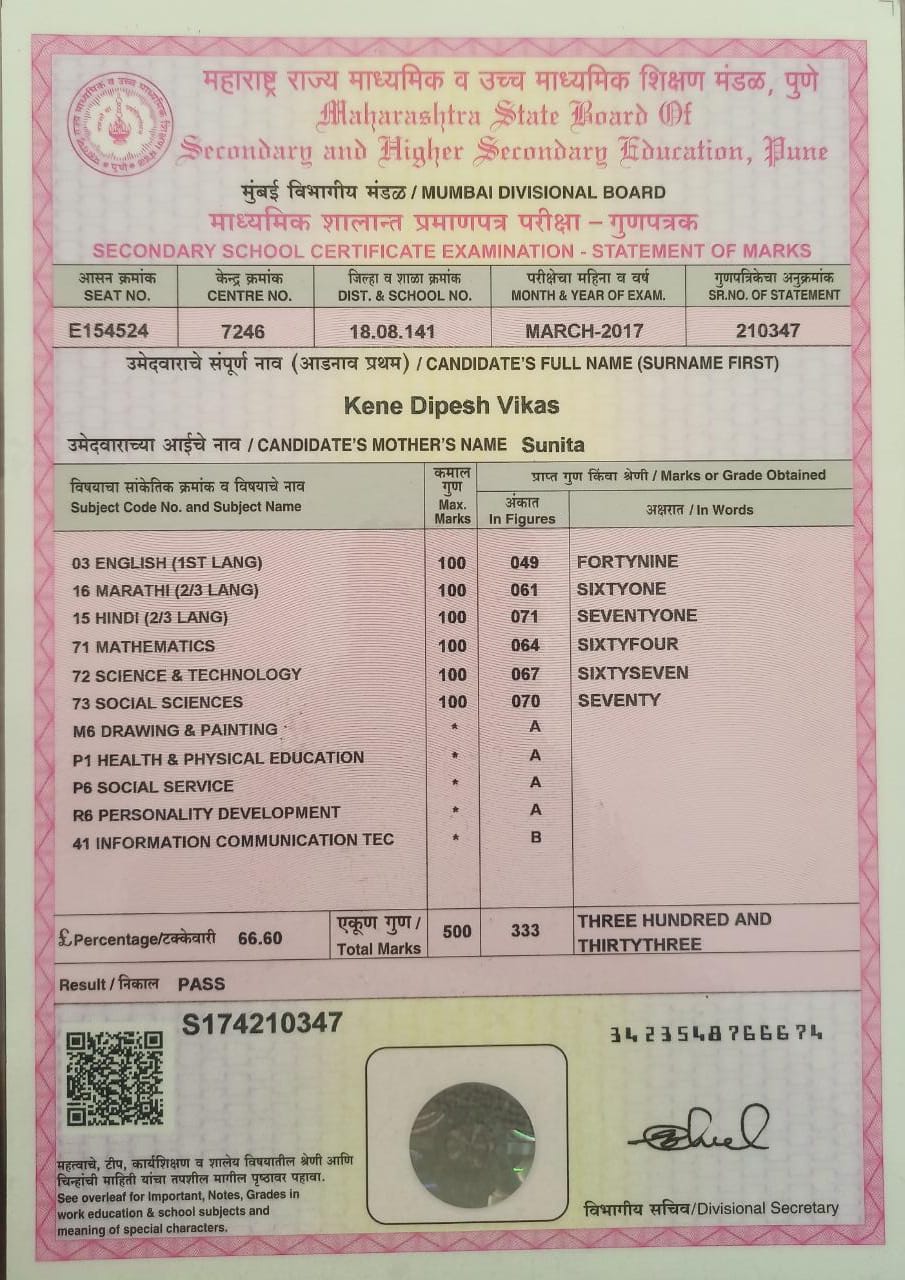 महाराष्ट्र राज्य माध्यमिक व उच्च माध्यमिक शिक्षण मंडळ, पुणे
Maharashtra State Board Of
Secondary and Higher Secondary Education, Pune
मुंबई विभागीय मंडळ / MUMBAI DIVISIONAL BOARD
माध्यमिक शालान्त प्रमाणपत्र परीक्षा – गुणपत्रक
SECONDARY SCHOOL CERTIFICATE EXAMINATION - STATEMENT OF MARKS
आसन क्रमांक केन्द्र क्रमांक जिल्हा व शाळा क्रमांक परीक्षेचा महिना व वर्ष गुणपत्रिकेचा अनुक्रमांक
SEAT NO. CENTRE NO. DIST. & SCHOOL NO. MONTH & YEAR OF EXAM. SR.NO. OF STATEMENT
E154524 7246 18.08.141 MARCH-2017 210347
उमेदवाराचे संपूर्ण नाव (आडनाव प्रथम) / CANDIDATE'S FULL NAME (SURNAME FIRST)
Kene Dipesh Vikas
उमेदवाराच्या आईचे नाव / CANDIDATE'S MOTHER'S NAME Sunita
विषयाचा सांकेतिक क्रमांक व विषयाचे नाव
Subject Code No. and Subject Name
कमाल
गुण
Max.
Marks
प्राप्त गुण किंवा श्रेणी / Marks or Grade Obtained
अंकात
In Figures
अक्षरात / In Words
03 ENGLISH (1ST LANG) 100 049 FORTYNINE
16 MARATHI (2/3 LANG) 100 061 SIXTYONE
15 HINDI (2/3 LANG) 100 071 SEVENTYONE
71 MATHEMATICS 100 064 SIXTYFOUR
72 SCIENCE & TECHNOLOGY 100 067 SIXTYSEVEN
73 SOCIAL SCIENCES 100 070 SEVENTY
M6 DRAWING & PAINTING * A
P1 HEALTH & PHYSICAL EDUCATION * A
P6 SOCIAL SERVICE * A
R6 PERSONALITY DEVELOPMENT * A
41 INFORMATION COMMUNICATION TEC * B
£ Percentage/टक्केवारी 66.60
एकूण गुण /
Total Marks
500 333
THREE HUNDRED AND
THIRTYTHREE
Result / निकाल PASS
S174210347
3423548766674
महत्वाचे, टीप, कार्यशिक्षण व शालेय विषयातील श्रेणी आणि
चिन्हांची माहिती यांचा तपशील मागील पृष्ठावर पहावा.
See overleaf for Important, Notes, Grades in
work education & school subjects and
meaning of special characters.
विभागीय सचिव/Divisional Secretary